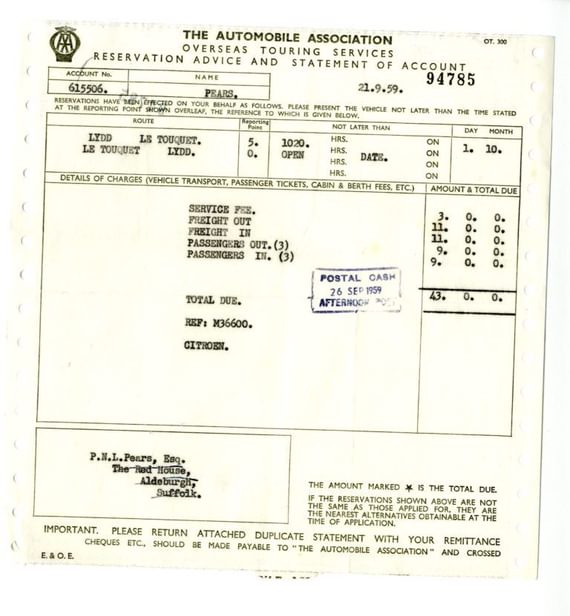 AA
THE AUTOMOBILE ASSOCIATION
OVERSEAS TOURING SERVICES
RESERVATION ADVICE AND STATEMENT OF ACCOUNT
OT. 300
ACCOUNT No. NAME
615506. PEARS. 21.9.59. 94785
RESERVATIONS HAVE BEEN EFFECTED ON YOUR BEHALF AS FOLLOWS. PLEASE PRESENT THE VEHICLE NOT LATER THAN THE TIME STATED
AT THE REPORTING POINT SHOWN OVERLEAF, THE REFERENCE TO WHICH IS GIVEN BELOW.
ROUTE Reporting Point NOT LATER THAN DAY MONTH
LYDD LE TOUQUET. 5. 1020. HRS. ON 1. 10.
LE TOUQUET LYDD. 0. OPEN HRS. DATE. ON
HRS. ON
HRS. ON
DETAILS OF CHARGES (VEHICLE TRANSPORT, PASSENGER TICKETS, CABIN & BERTH FEES, ETC.) AMOUNT & TOTAL DUE
SERVICE FEE. 3. 0. 0.
FREIGHT OUT 11. 0. 0.
FREIGHT IN 11. 0. 0.
PASSENGERS OUT.(3) 9. 0. 0.
PASSENGERS IN. (3) 9. 0. 0.
POSTAL CASH
26 SEP 1959
AFTERNOON POST
TOTAL DUE. 43. 0. 0.
REF: M36600.
CITROEN.
P.N.L.Pears, Esq.
The Red House,
Aldeburgh,
Suffolk.
THE AMOUNT MARKED ★ IS THE TOTAL DUE.
IF THE RESERVATIONS SHOWN ABOVE ARE NOT
THE SAME AS THOSE APPLIED FOR, THEY ARE
THE NEAREST ALTERNATIVES OBTAINABLE AT THE
TIME OF APPLICATION.
IMPORTANT. PLEASE RETURN ATTACHED DUPLICATE STATEMENT WITH YOUR REMITTANCE
CHEQUES ETC., SHOULD BE MADE PAYABLE TO "THE AUTOMOBILE ASSOCIATION" AND CROSSED
E. & O. E.